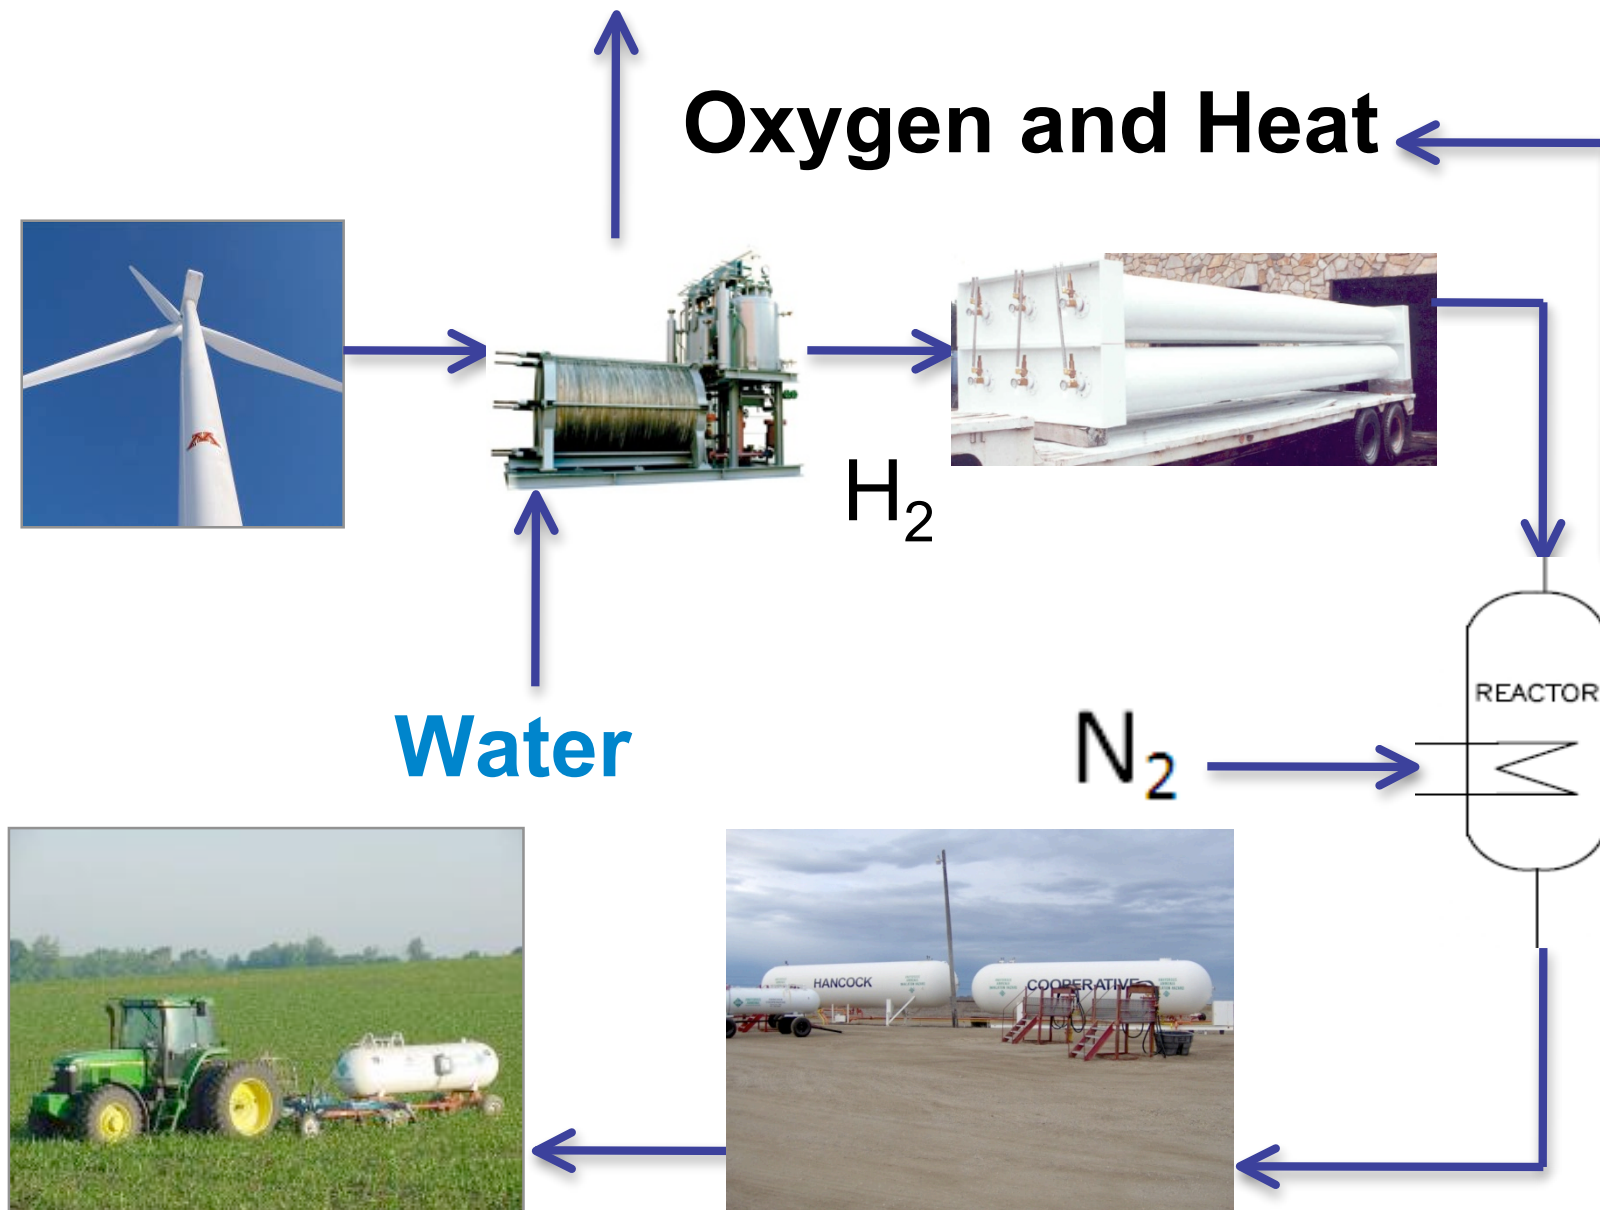 Oxygen and Heat
H₂
REACTOR
Water
N₂
HANCOCK
COOPERATIVE